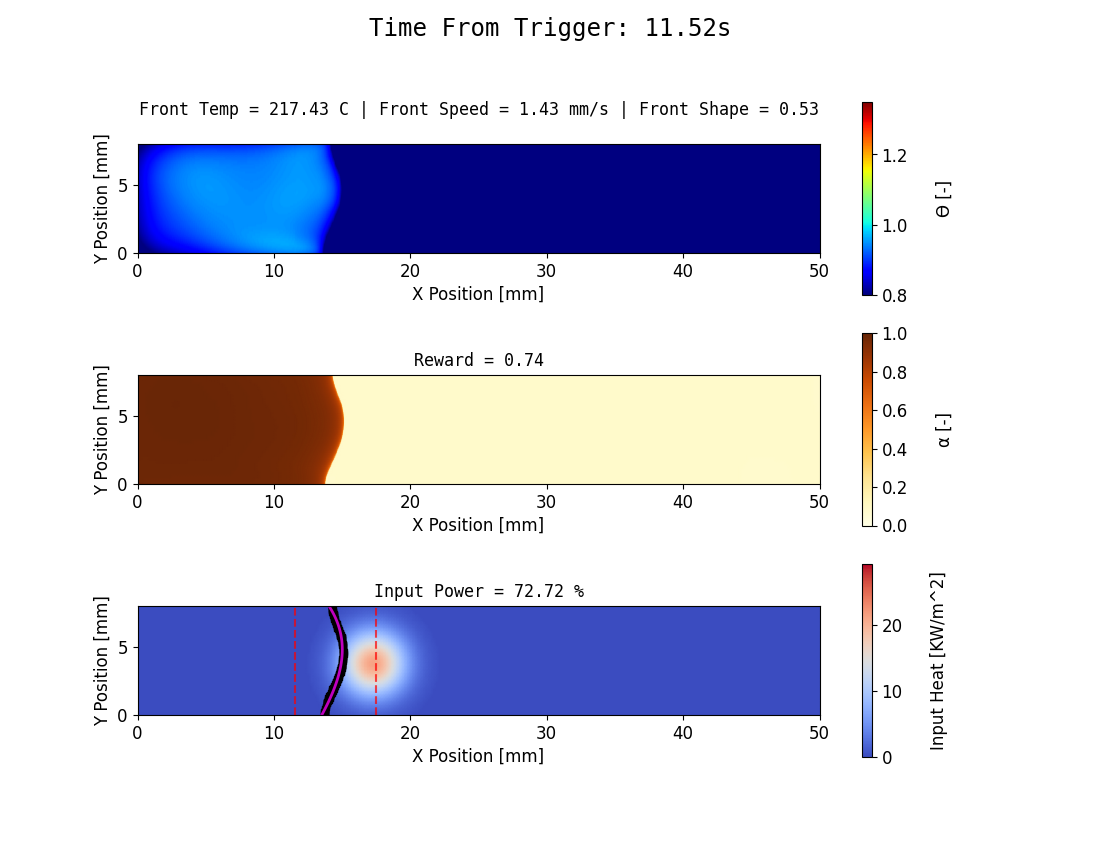 Time From Trigger: 11.52s
Front Temp = 217.43 C | Front Speed = 1.43 mm/s | Front Shape = 0.53
Y Position [mm]
5
0
0 10 20 30 40 50
X Position [mm]
1.2
1.0
0.8
Θ [-]
Reward = 0.74
Y Position [mm]
5
0
0 10 20 30 40 50
X Position [mm]
1.0
0.8
0.6
0.4
0.2
0.0
α [-]
Input Power = 72.72 %
Y Position [mm]
5
0
0 10 20 30 40 50
X Position [mm]
20
10
0
Input Heat [KW/m^2]